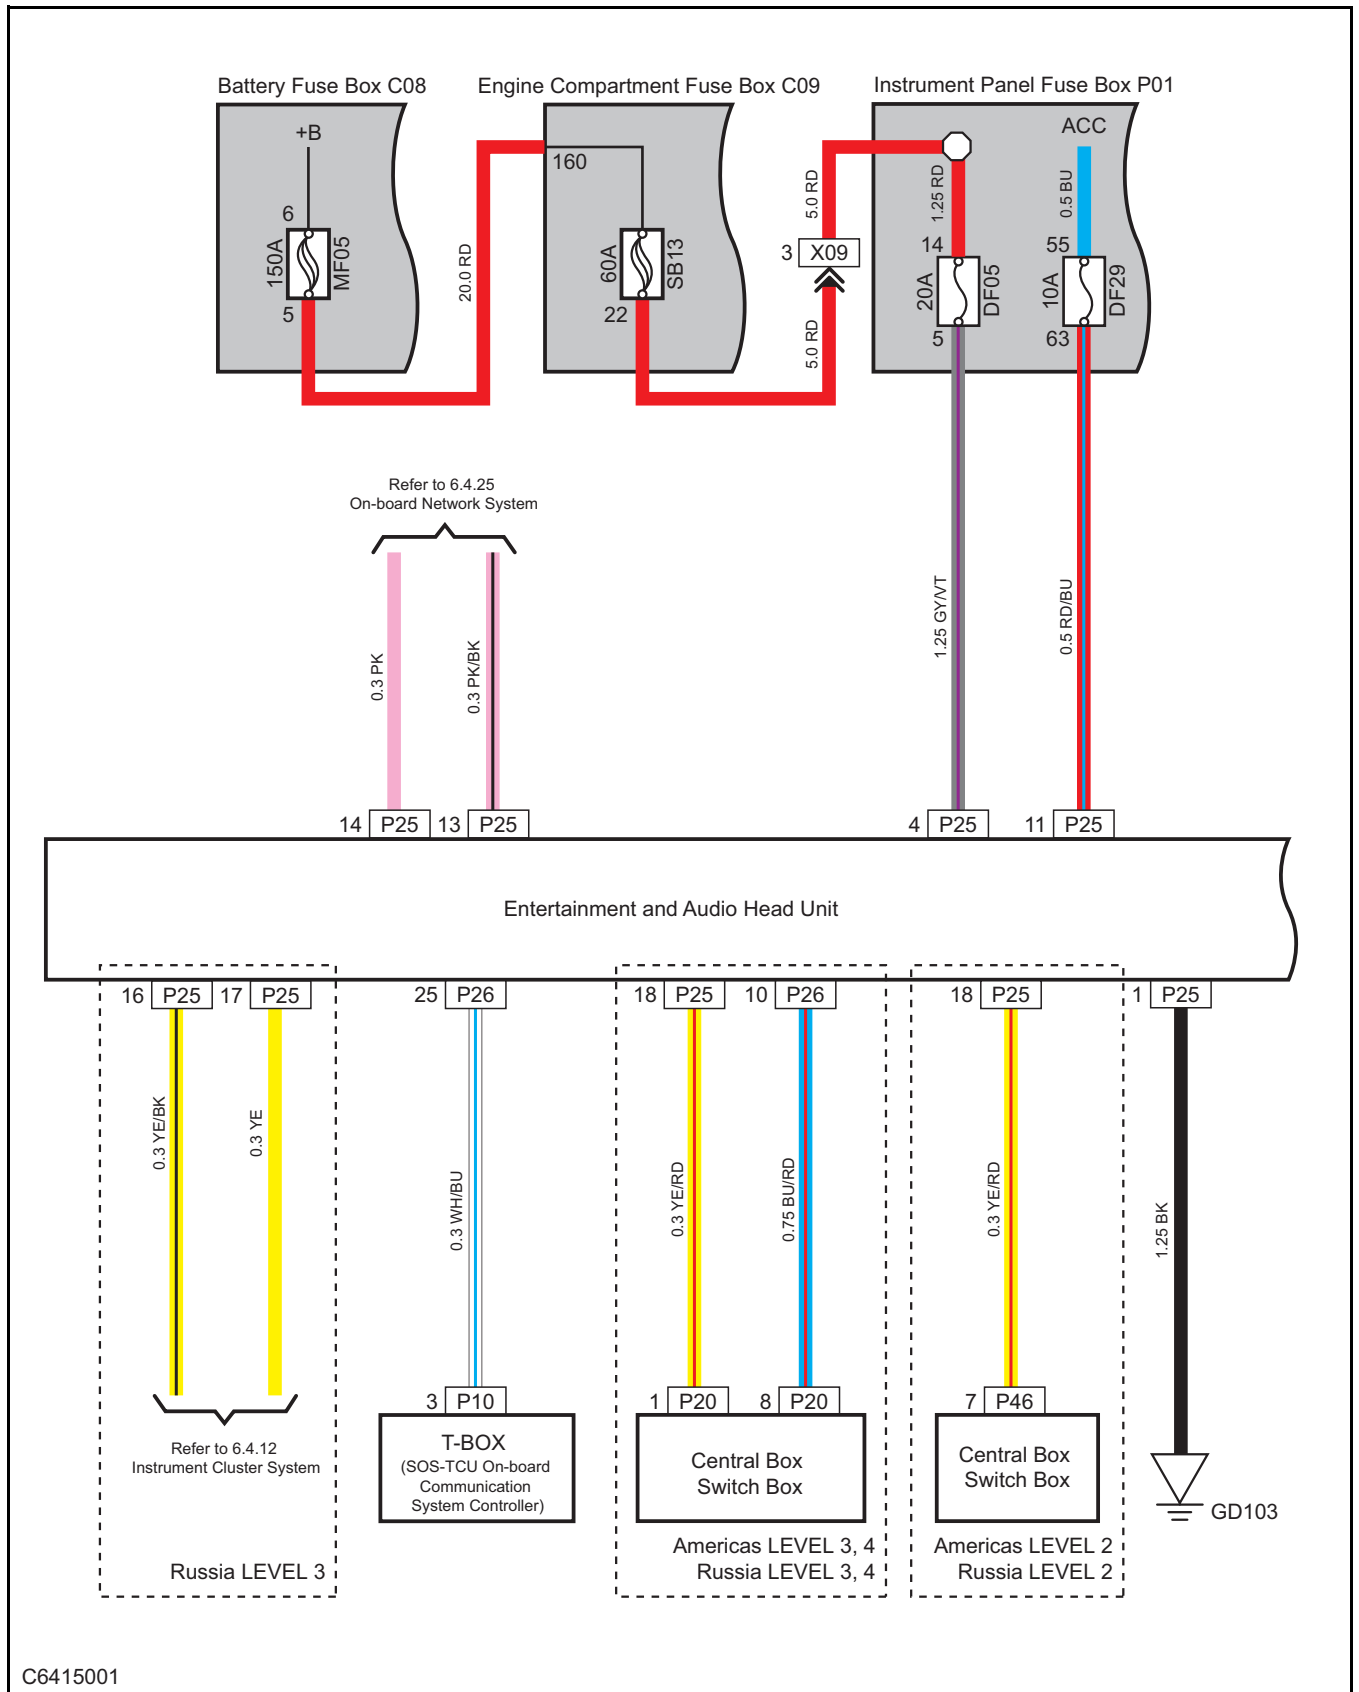 Battery Fuse Box C08
Engine Compartment Fuse Box C09
Instrument Panel Fuse Box P01
+B
6
150A
MF05
5
20.0 RD
160
60A
SB13
22
5.0 RD
3 X09
5.0 RD
1.25 RD
14
20A
DF05
5
ACC
0.5 BU
55
10A
DF29
63
Refer to 6.4.25
On-board Network System
0.3 PK
0.3 PK/BK
1.25 GY/VT
0.5 RD/BU
14 P25
13 P25
4 P25
11 P25
Entertainment and Audio Head Unit
16 P25
17 P25
25 P26
18 P25
10 P26
18 P25
1 P25
0.3 YE/BK
0.3 YE
0.3 WH/BU
0.3 YE/RD
0.75 BU/RD
0.3 YE/RD
1.25 BK
Refer to 6.4.12
Instrument Cluster System
Russia LEVEL 3
3 P10
T-BOX
(SOS-TCU On-board
Communication
System Controller)
1 P20
8 P20
Central Box
Switch Box
Americas LEVEL 3, 4
Russia LEVEL 3, 4
7 P46
Central Box
Switch Box
Americas LEVEL 2
Russia LEVEL 2
GD103
C6415001